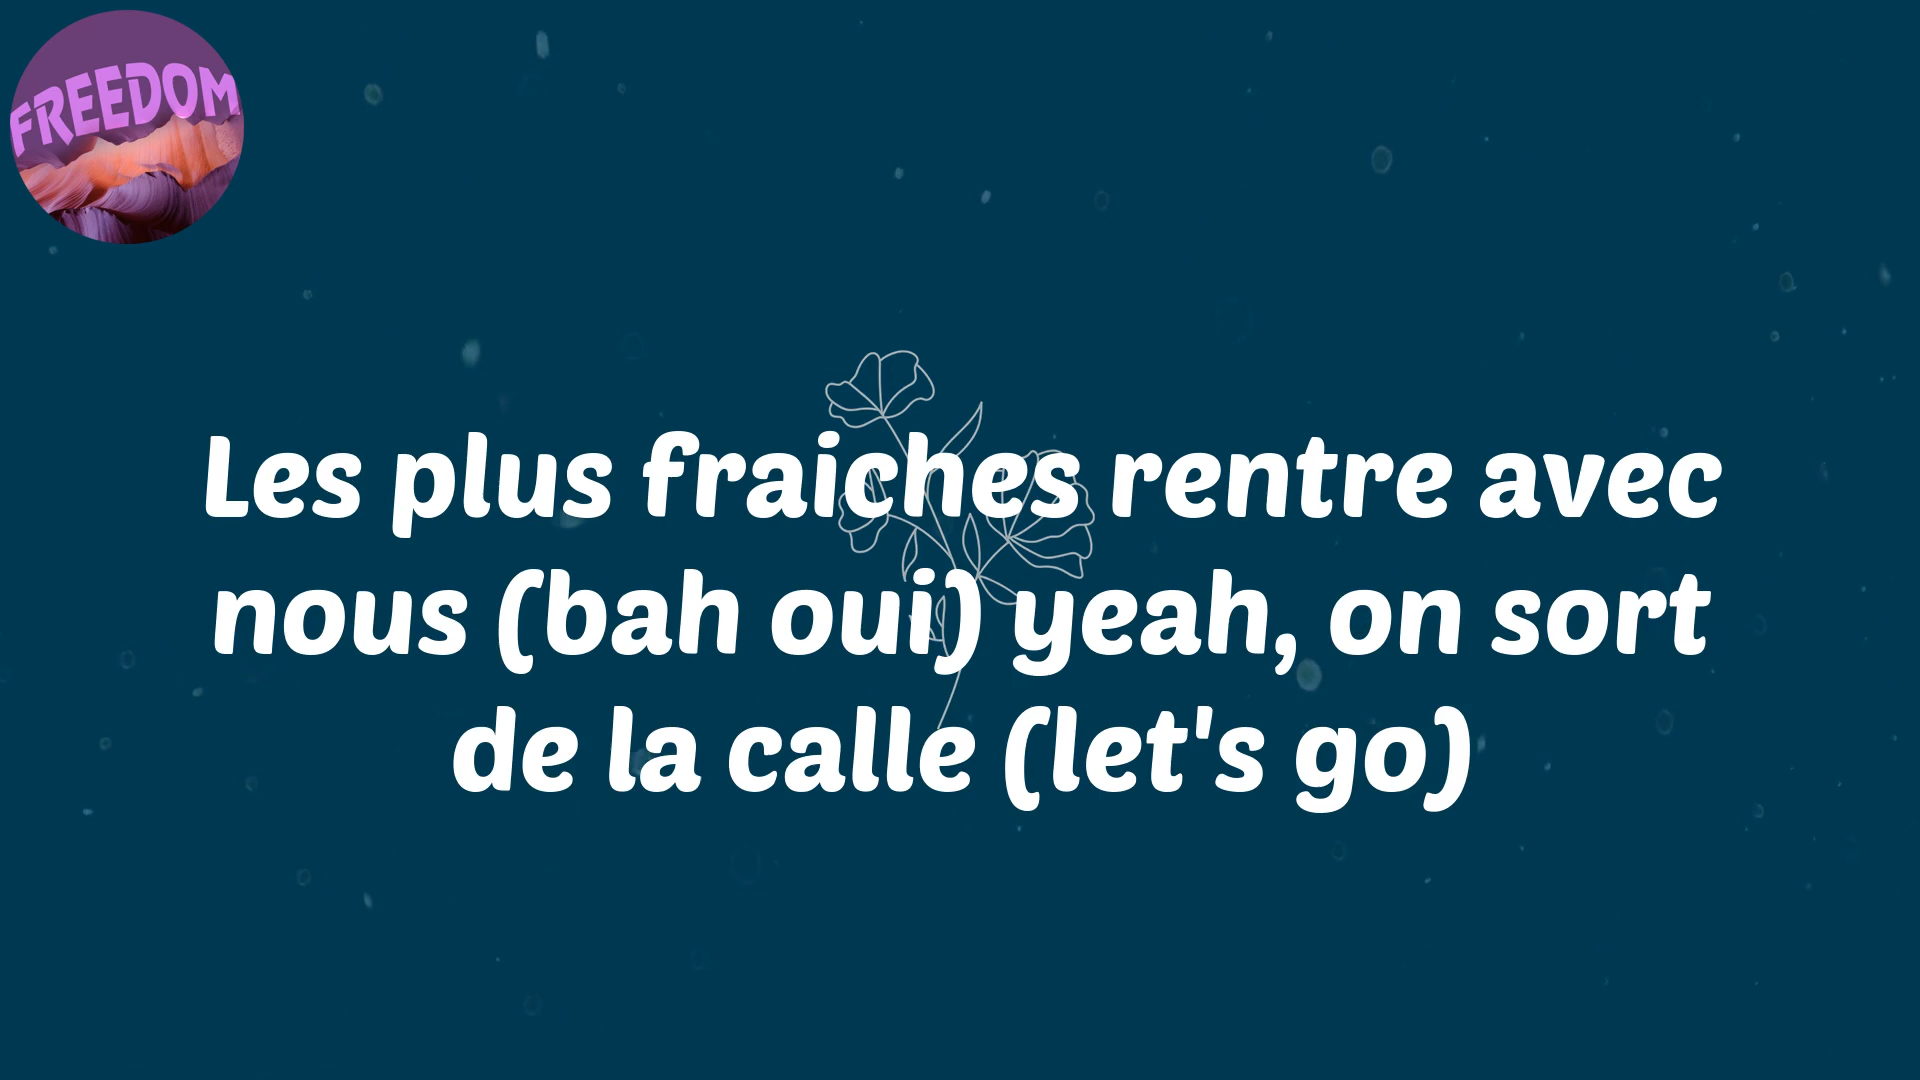 FREEDOM
Les plus fraiches rentre avec
nous (bah oui) yeah, on sort
de la calle (let's go)